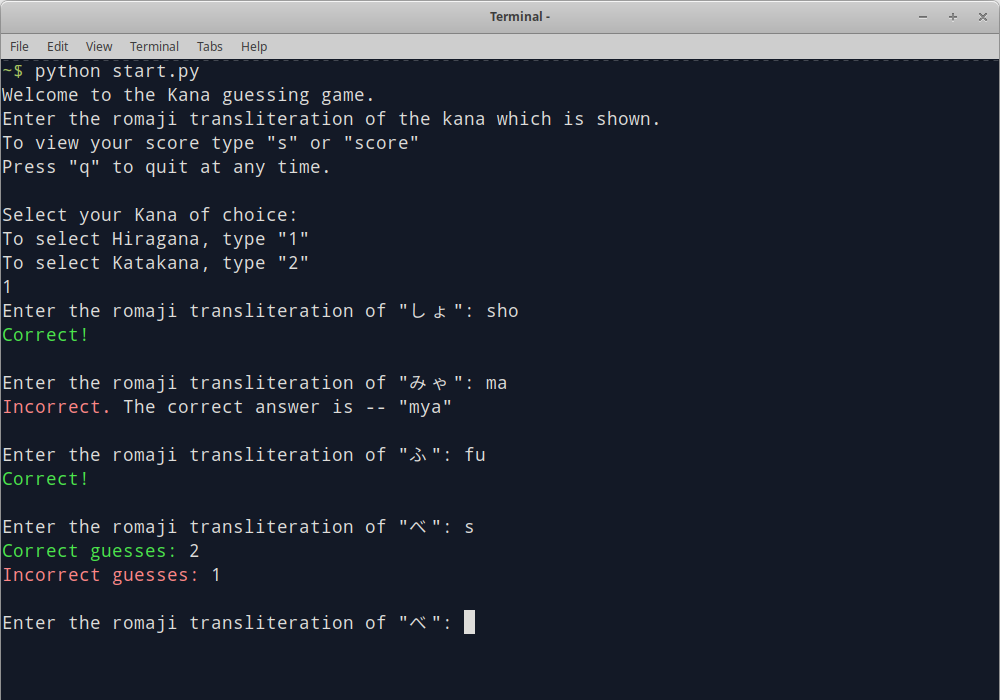 Terminal -
File Edit View Terminal Tabs Help
~$ python start.py
Welcome to the Kana guessing game.
Enter the romaji transliteration of the kana which is shown.
To view your score type "s" or "score"
Press "q" to quit at any time.
Select your Kana of choice:
To select Hiragana, type "1"
To select Katakana, type "2"
1
Enter the romaji transliteration of "しょ": sho
Correct!
Enter the romaji transliteration of "みゃ": ma
Incorrect. The correct answer is -- "mya"
Enter the romaji transliteration of "ふ": fu
Correct!
Enter the romaji transliteration of "べ": s
Correct guesses: 2
Incorrect guesses: 1
Enter the romaji transliteration of "べ":